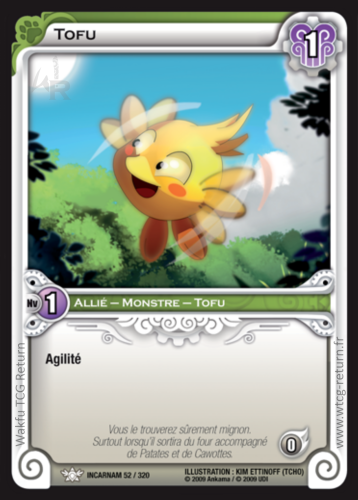 Tofu
1
Nv 1
Allié – Monstre – Tofu
Agilité
Vous le trouverez sûrement mignon.
Surtout lorsqu'il sortira du four accompagné
de Patates et de Cawottes.
0
INCARNAM 52 / 320
ILLUSTRATION : KIM ETTINOFF (TCHO)
© 2009 Ankama / © 2009 UDI
Wakfu TCG Return
www.wtcg-return.fr